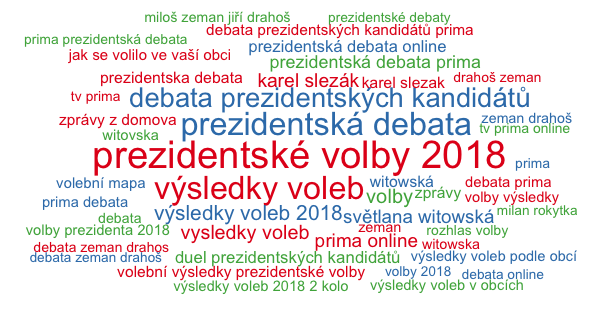 miloš zeman jiří drahoš
prezidentské debaty
debata prezidentských kandidátů prima
prima prezidentská debata
prezidentská debata online
jak se volilo ve vaší obci
prezidentská debata prima
prezidentska debata
karel slezák
karel slezak
drahoš zeman
tv prima
debata prezidentských kandidátů
zprávy z domova
prezidentská debata
zeman drahoš
tv prima online
witovska
prezidentské volby 2018
prima
volební mapa
výsledky voleb
witowská
debata prima
volby
zprávy
volby výsledky
prima debata
výsledky voleb 2018
světlana witowská
milan rokytka
debata
volby prezidenta 2018
vysledky voleb
zeman
rozhlas volby
prima online
witowska
debata zeman drahos
debata zeman drahoš
duel prezidentských kandidátů
výsledky voleb podle obcí
volební výsledky prezidentské volby
volby 2018
debata online
výsledky voleb 2018 2 kolo
výsledky voleb v obcích